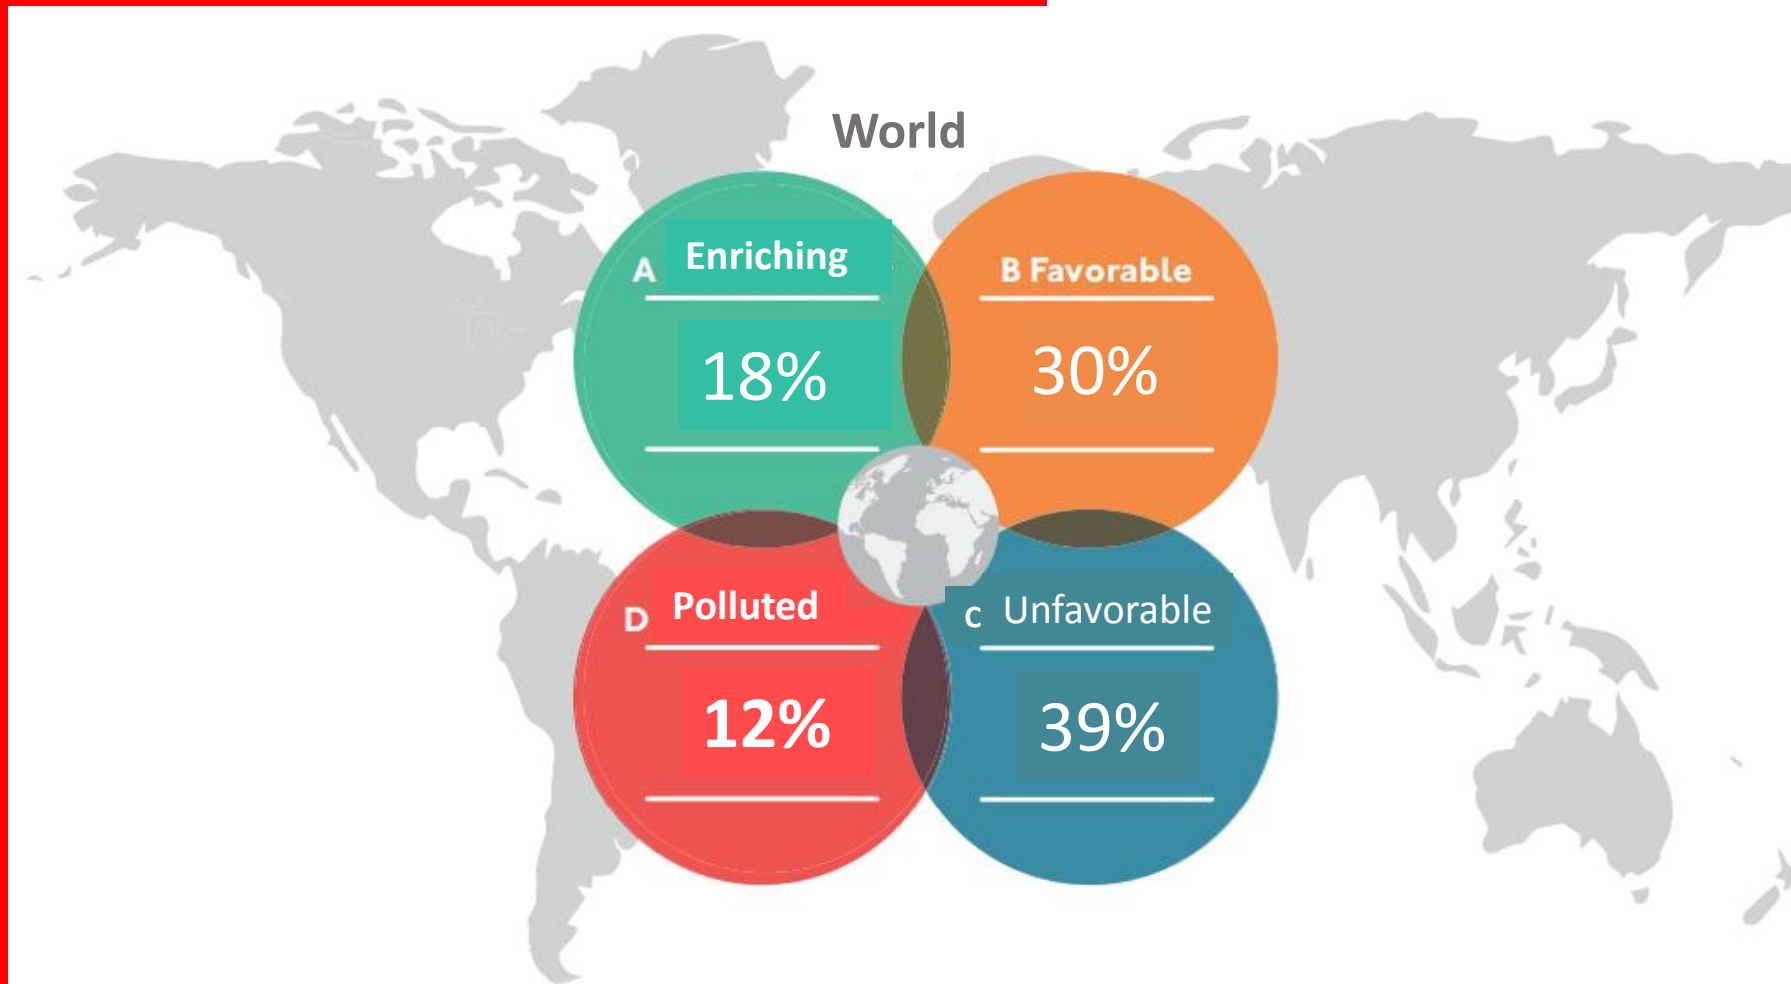 World
A Enriching
18%
B Favorable
30%
D Polluted
12%
c Unfavorable
39%